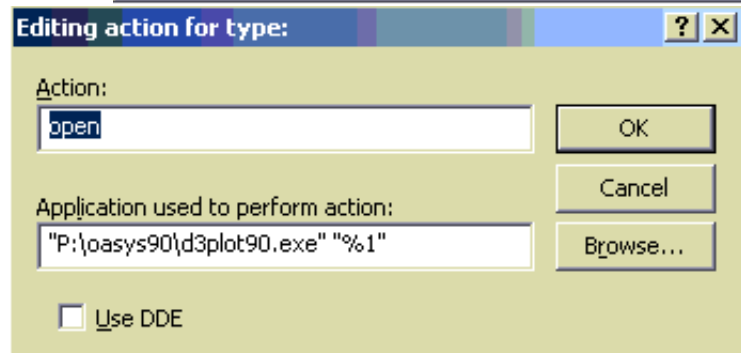 Editing action for type:
Action:
open
OK
Cancel
Application used to perform action:
"P:\oasys90\d3plot90.exe" "%1"
Browse...
Use DDE